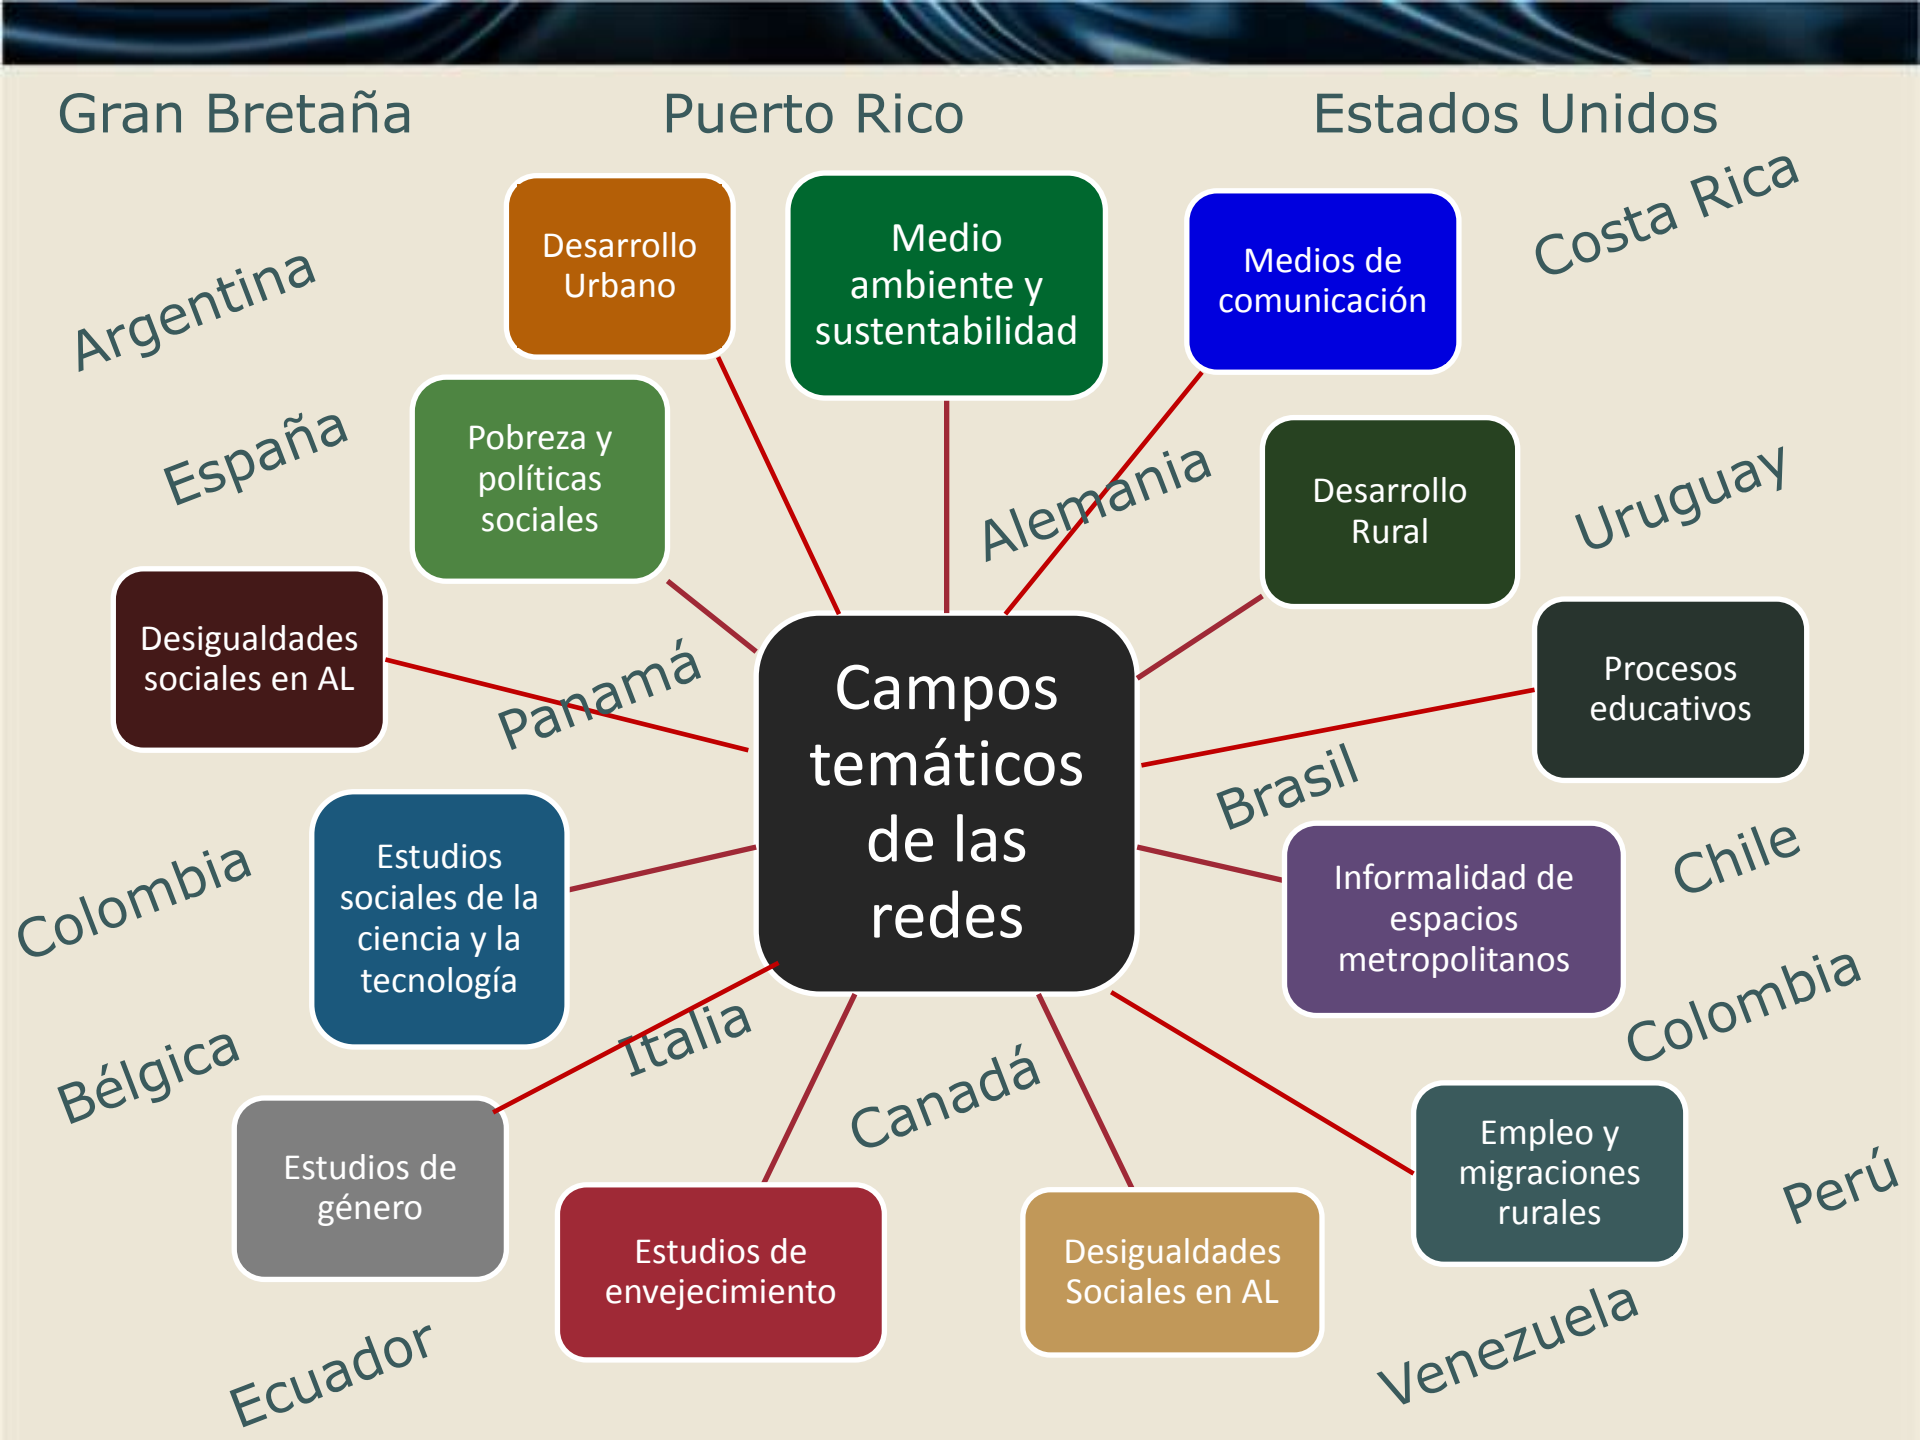 Gran Bretaña
Puerto Rico
Estados Unidos
Costa Rica
Argentina
Desarrollo
Urbano
Medio
ambiente y
sustentabilidad
Medios de
comunicación
España
Pobreza y
políticas
sociales
Alemania
Desarrollo
Rural
Uruguay
Desigualdades
sociales en AL
Panamá
Campos
temáticos
de las
redes
Procesos
educativos
Brasil
Chile
Colombia
Estudios
sociales de la
ciencia y la
tecnología
Informalidad de
espacios
metropolitanos
Colombia
Bélgica
Italia
Canadá
Estudios de
género
Estudios de
envejecimiento
Desigualdades
Sociales en AL
Empleo y
migraciones
rurales
Perú
Ecuador
Venezuela